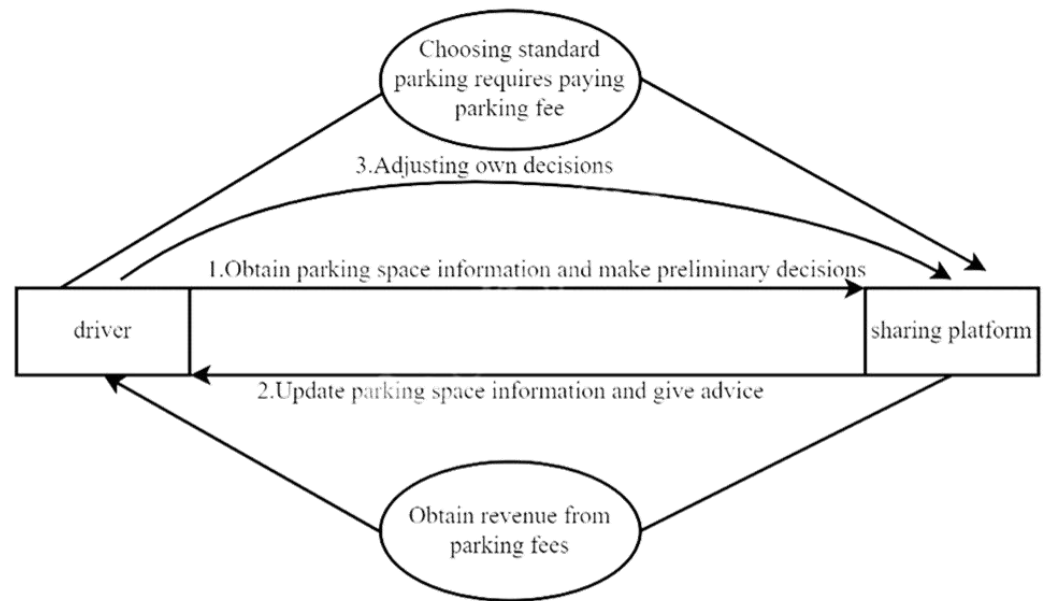 Choosing standard
parking requires paying
parking fee
3.Adjusting own decisions
1.Obtain parking space information and make preliminary decisions
driver
sharing platform
2.Update parking space information and give advice
Obtain revenue from
parking fees